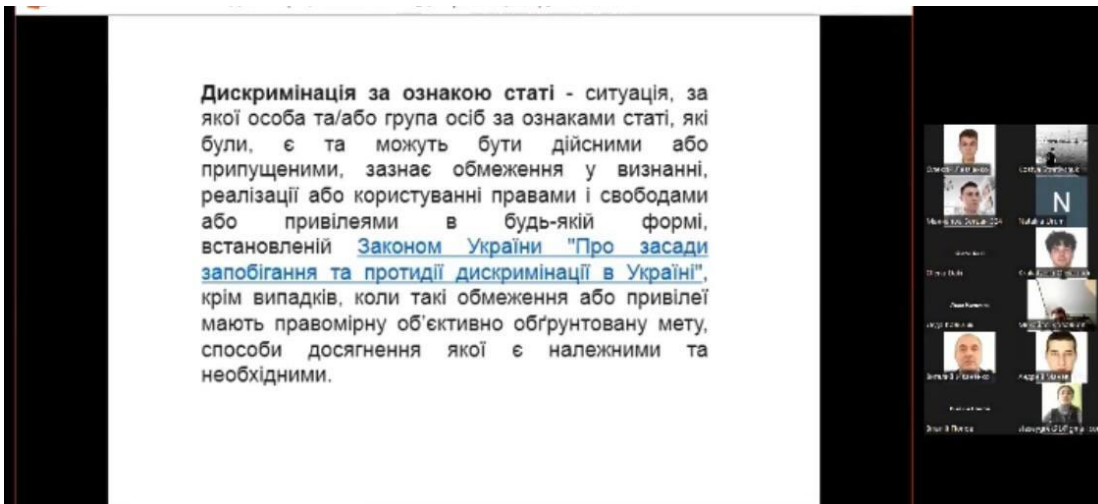 Дискримінація за ознакою статі - ситуація, за
якої особа та/або група осіб за ознаками статі, які
були, є та можуть бути дійсними або
припущеними, зазнає обмеження у визнанні,
реалізації або користуванні правами і свободами
або привілеями в будь-якій формі,
встановленій Законом України "Про засади
запобігання та протидії дискримінації в Україні",
крім випадків, коли такі обмеження або привілеї
мають правомірну об'єктивно обґрунтовану мету,
способи досягнення якої є належними та
необхідними.
N
Natalia